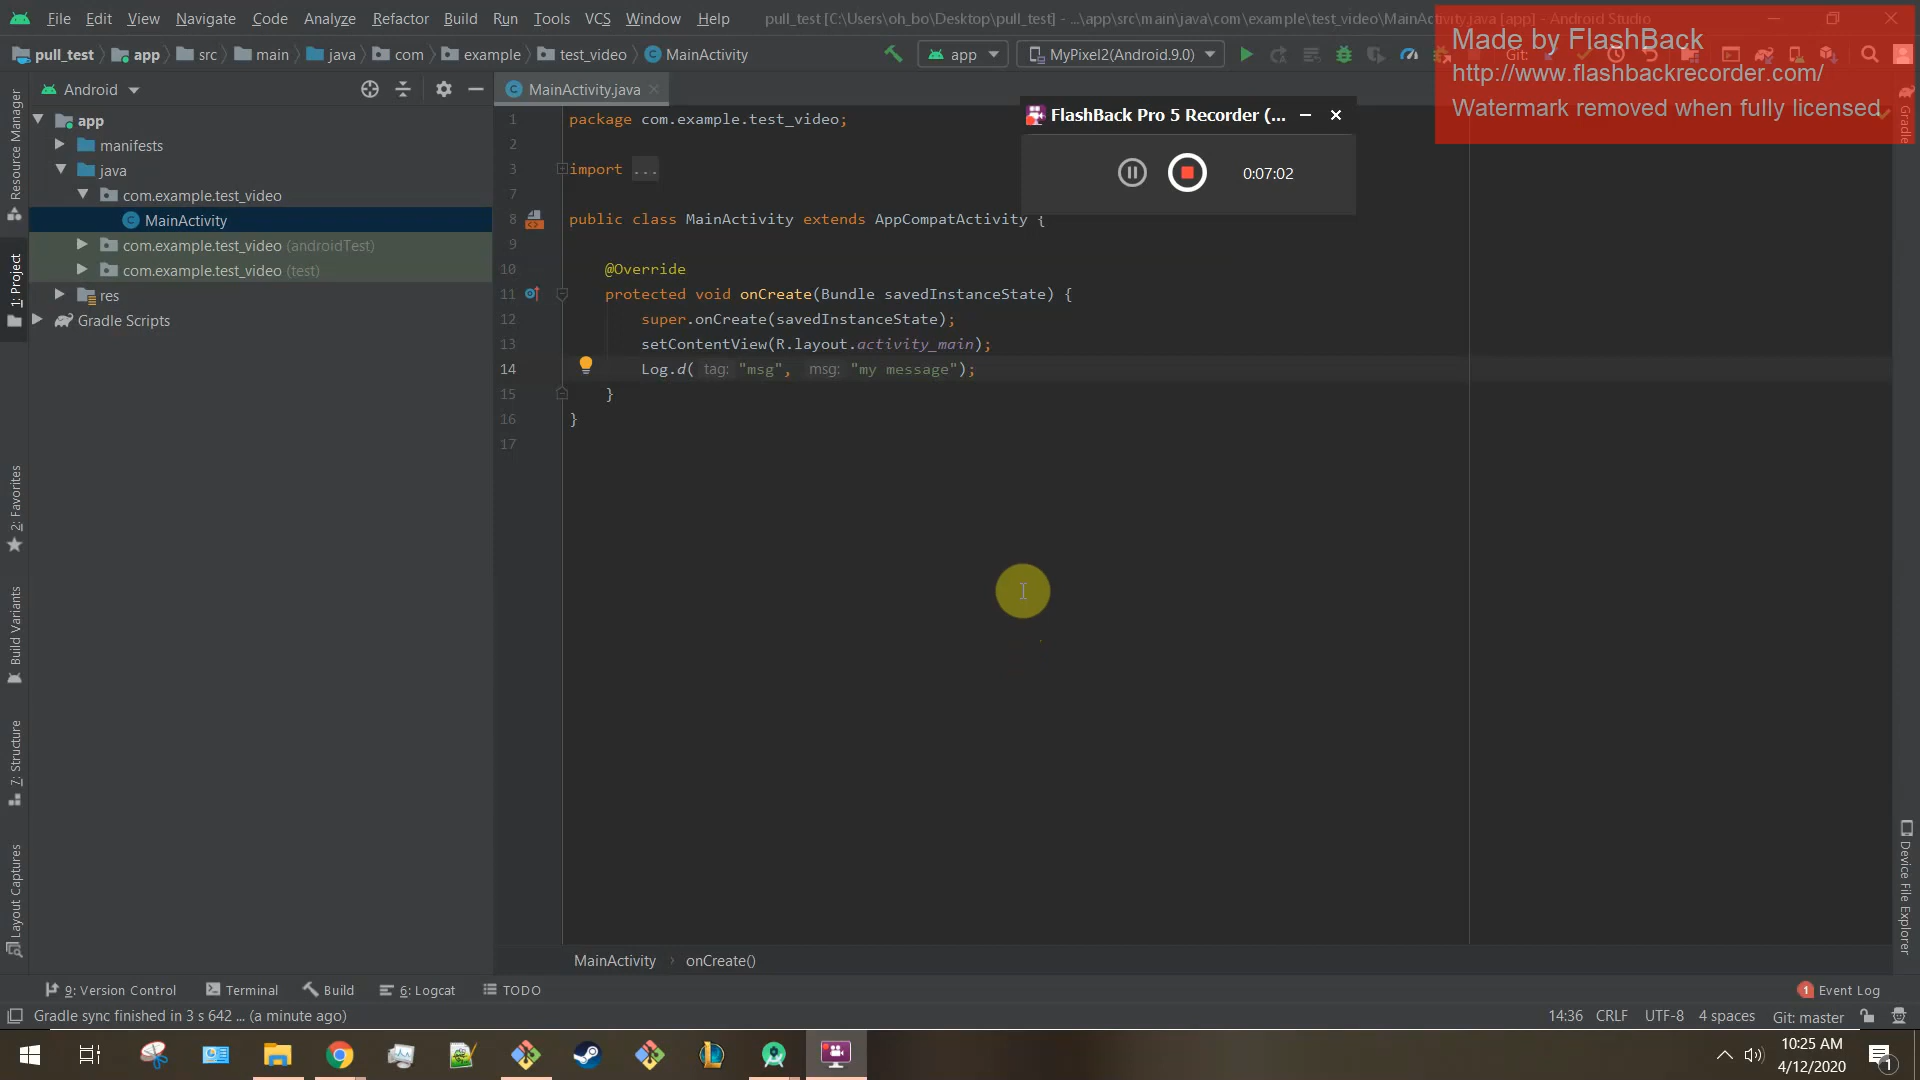 File Edit View Navigate Code Analyze Refactor Build Run Tools VCS Window Help pull_test [C:\Users\oh_bo\Desktop\pull_test] - ...\app\src\main\java\com\example\test_video\MainActivity.java [app] - Android Studio
pull_test app src main java com example test_video MainActivity app MyPixel2(Android.9.0) Git:
Made by FlashBack
http://www.flashbackrecorder.com/
Watermark removed when fully licensed
Android
MainActivity.java
FlashBack Pro 5 Recorder (...
0:07:02
app
manifests
java
com.example.test_video
MainActivity
com.example.test_video (androidTest)
com.example.test_video (test)
res
Gradle Scripts
1 package com.example.test_video;
2
3 import ...
7
8 public class MainActivity extends AppCompatActivity {
9
10 @Override
11 protected void onCreate(Bundle savedInstanceState) {
12 super.onCreate(savedInstanceState);
13 setContentView(R.layout.activity_main);
14 Log.d( tag: "msg", msg: "my message");
15 }
16 }
17
Resource Manager
1: Project
2: Favorites
Build Variants
7: Structure
Layout Captures
Gradle
Device File Explorer
MainActivity onCreate()
9: Version Control Terminal Build 6: Logcat TODO 1 Event Log
Gradle sync finished in 3 s 642 ... (a minute ago) 14:36 CRLF UTF-8 4 spaces Git: master
10:25 AM
4/12/2020
1